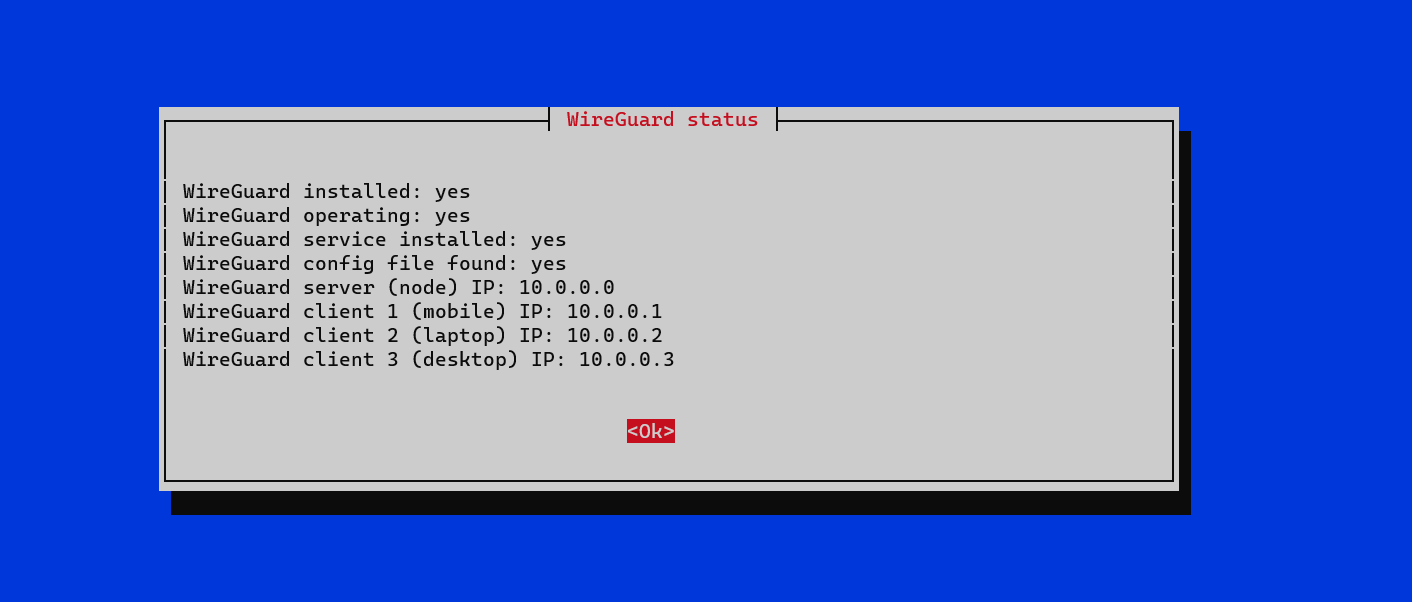 WireGuard status
WireGuard installed: yes
WireGuard operating: yes
WireGuard service installed: yes
WireGuard config file found: yes
WireGuard server (node) IP: 10.0.0.0
WireGuard client 1 (mobile) IP: 10.0.0.1
WireGuard client 2 (laptop) IP: 10.0.0.2
WireGuard client 3 (desktop) IP: 10.0.0.3
<Ok>